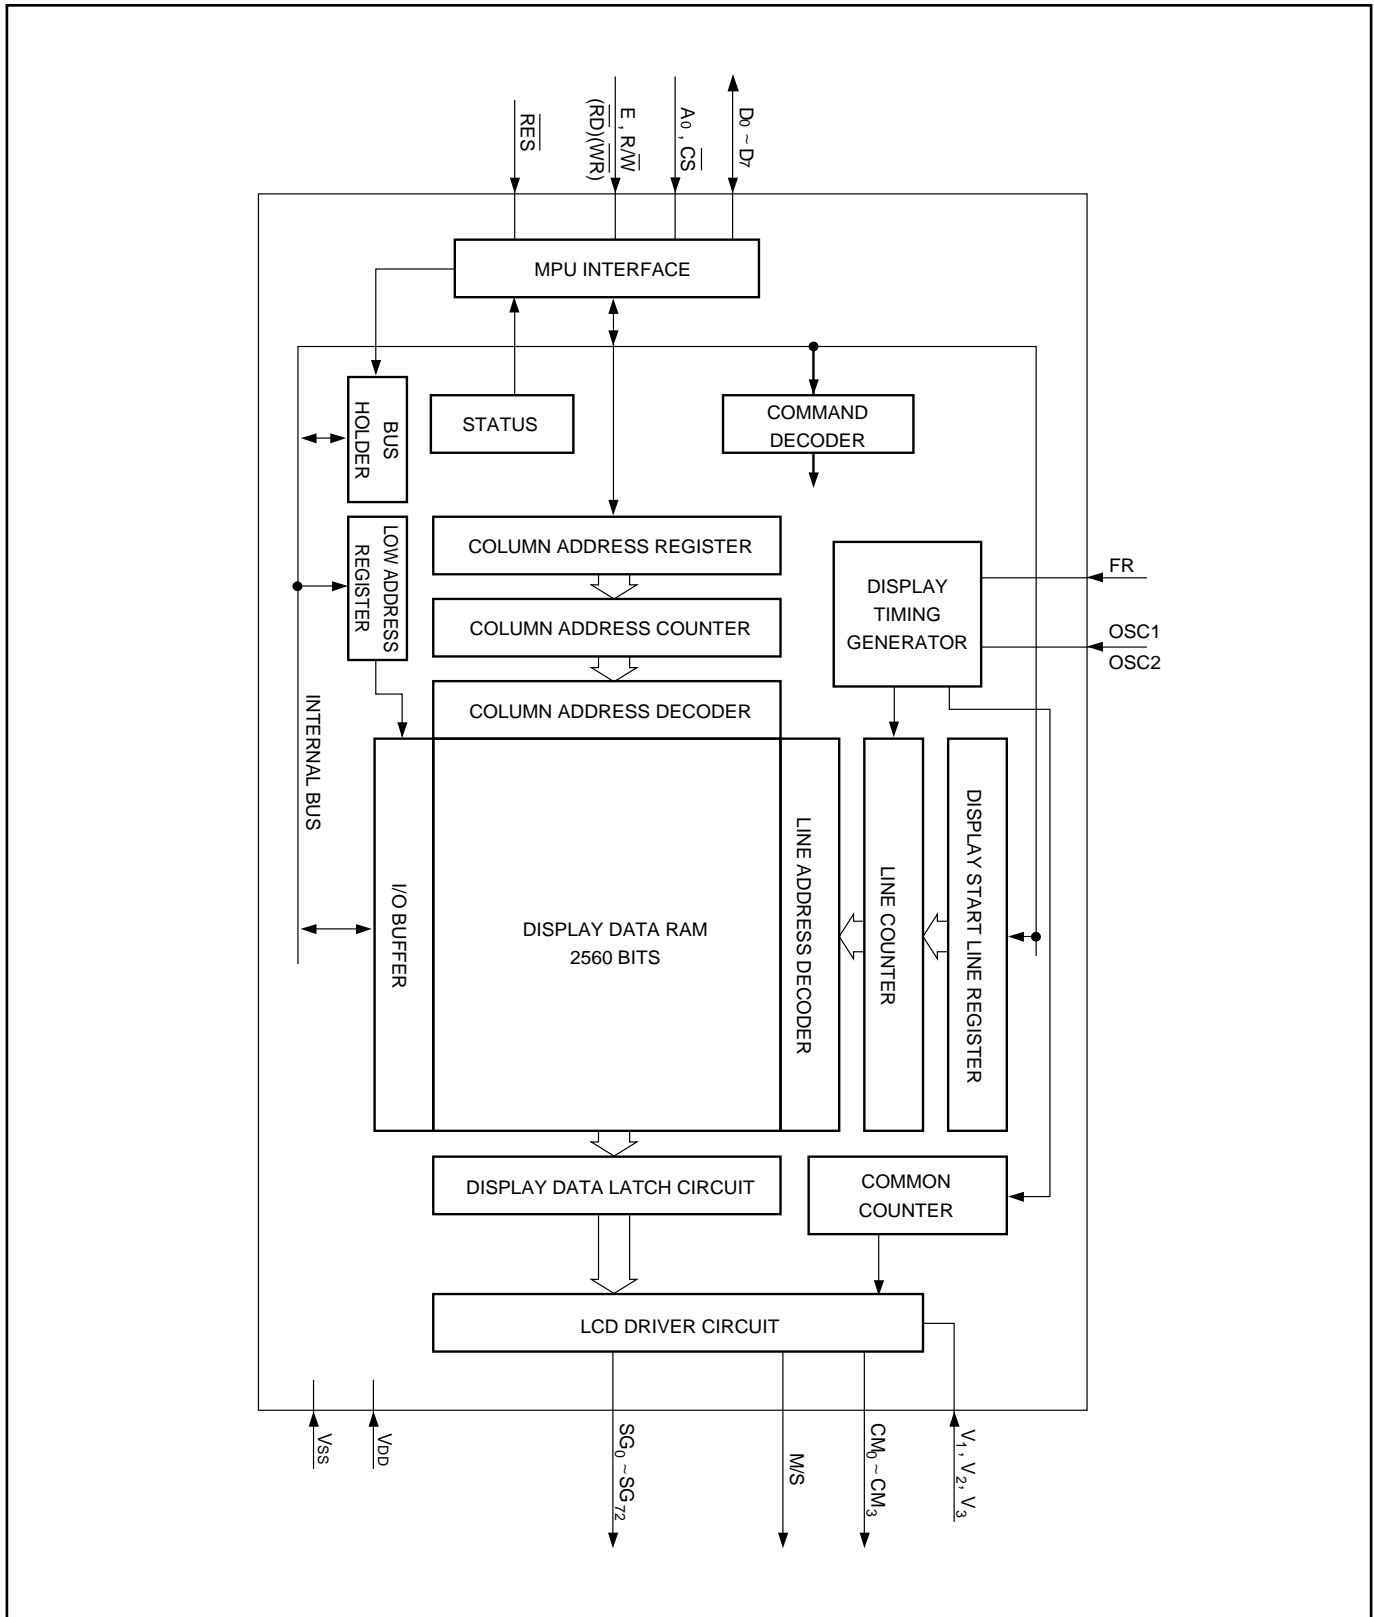 RES
E , R/W
(RD)(WR)
A0 , CS
D0 ~ D7
MPU INTERFACE
BUS
HOLDER
STATUS
COMMAND
DECODER
LOW ADDRESS
REGISTER
COLUMN ADDRESS REGISTER
COLUMN ADDRESS COUNTER
COLUMN ADDRESS DECODER
DISPLAY
TIMING
GENERATOR
FR
OSC1
OSC2
INTERNAL BUS
I/O BUFFER
DISPLAY DATA RAM
2560 BITS
LINE ADDRESS DECODER
LINE COUNTER
DISPLAY START LINE REGISTER
DISPLAY DATA LATCH CIRCUIT
COMMON
COUNTER
LCD DRIVER CIRCUIT
VSS
VDD
SG0 ~SG72
M/S
CM0 ~ CM3
V1, V2, V3